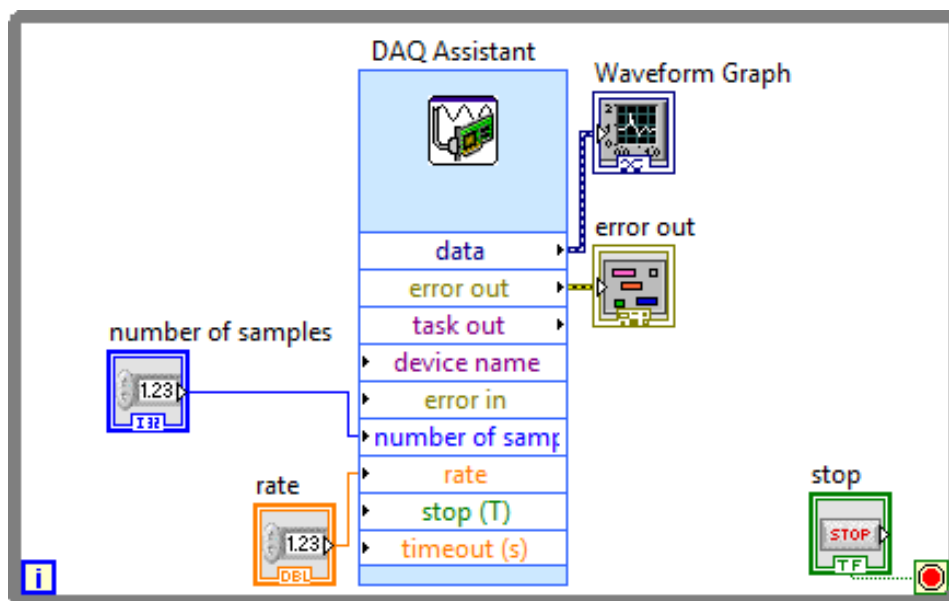 DAQ Assistant
Waveform Graph
data
error out
error out
task out
number of samples
device name
1.23
I32
error in
number of samp
rate
rate
1.23
DBL
stop (T)
timeout (s)
stop
STOP
TF
i